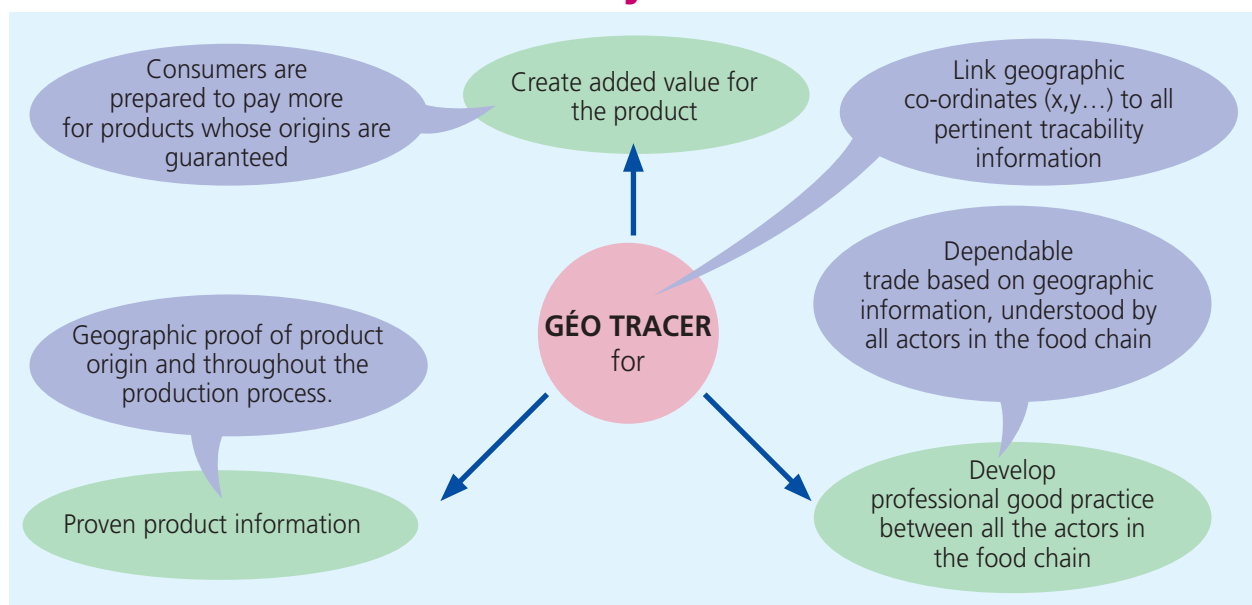 Consumers are
prepared to pay more
for products whose origins are
guaranteed
Create added value for
the product
Link geographic
co-ordinates (x,y…) to all
pertinent tracability
information
Dependable
trade based on geographic
information, understood by
all actors in the food chain
GÉO TRACER
for
Geographic proof of product
origin and throughout the
production process.
Proven product information
Develop
professional good practice
between all the actors in
the food chain